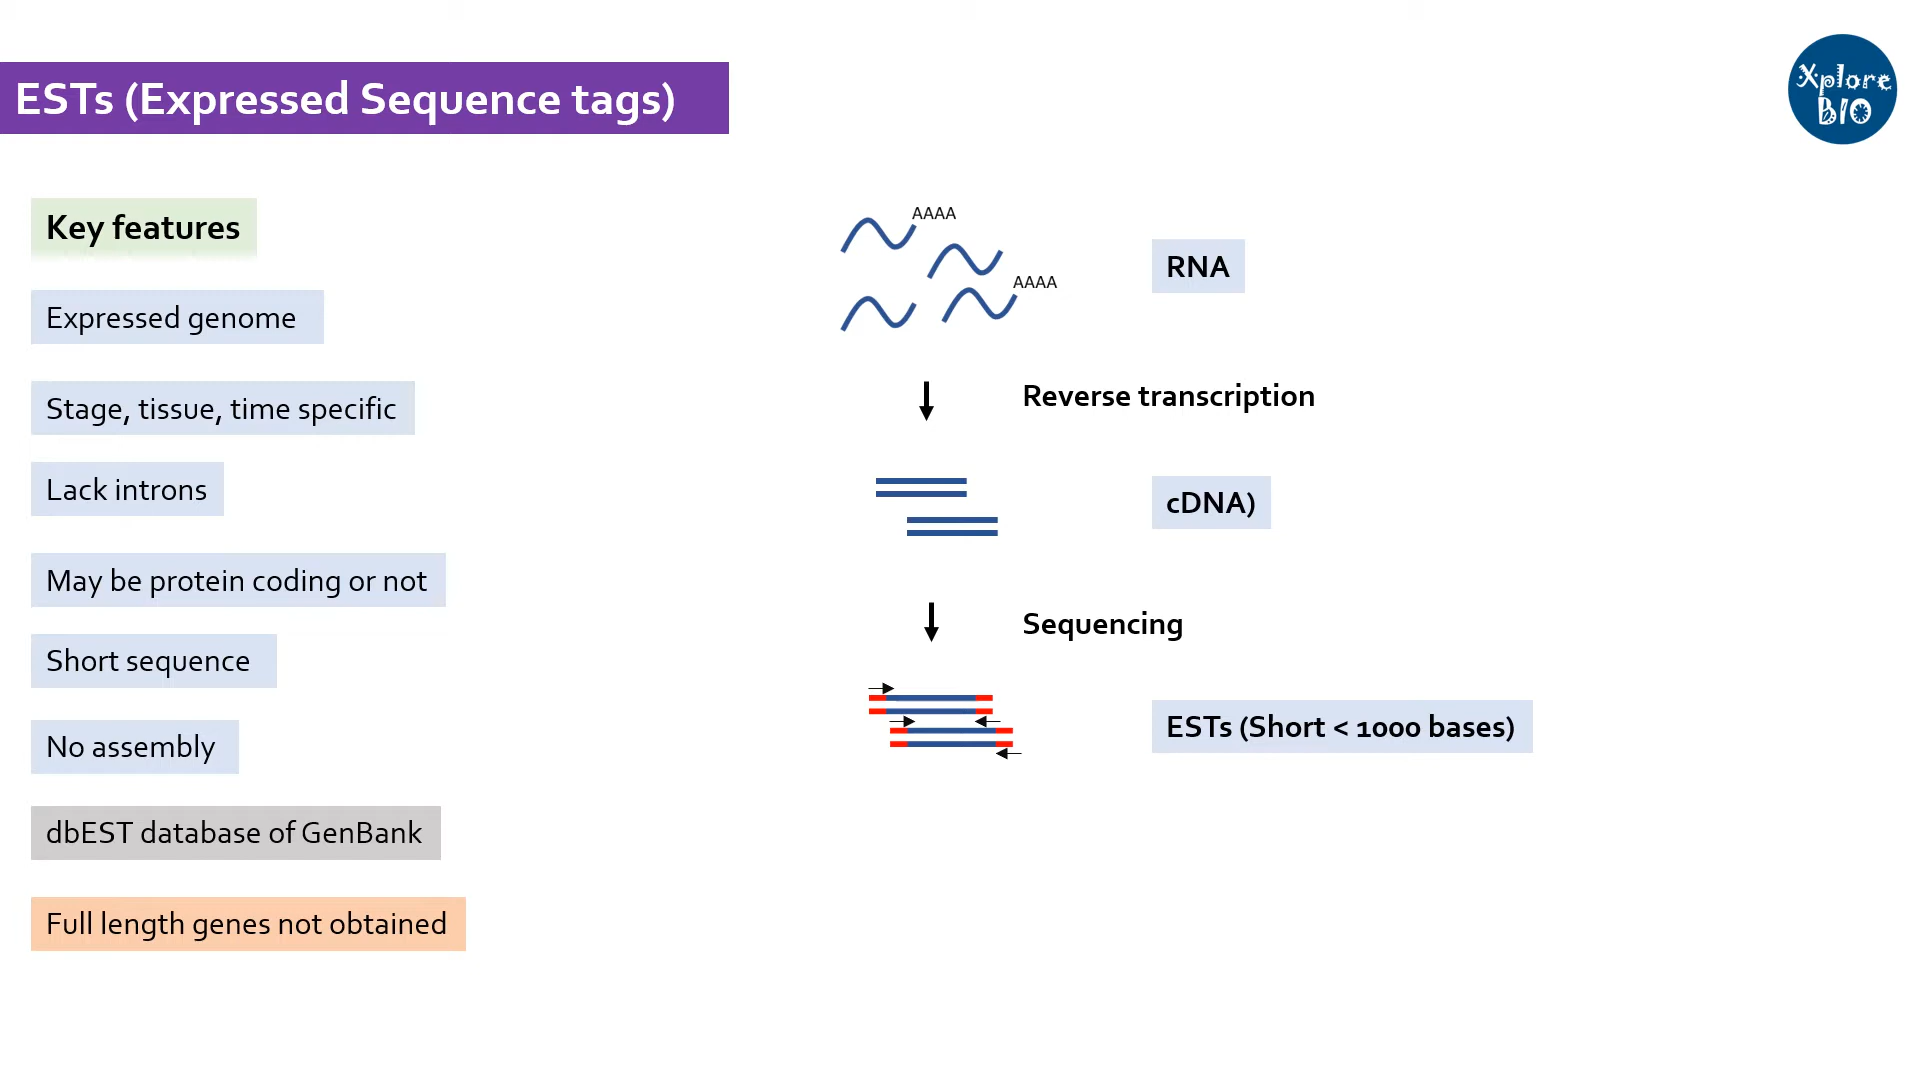 ESTs (Expressed Sequence tags)
Xplore
BIO
Key features
Expressed genome
Stage, tissue, time specific
Lack introns
May be protein coding or not
Short sequence
No assembly
dbEST database of GenBank
Full length genes not obtained
AAAA
AAAA
RNA
Reverse transcription
cDNA)
Sequencing
ESTs (Short < 1000 bases)